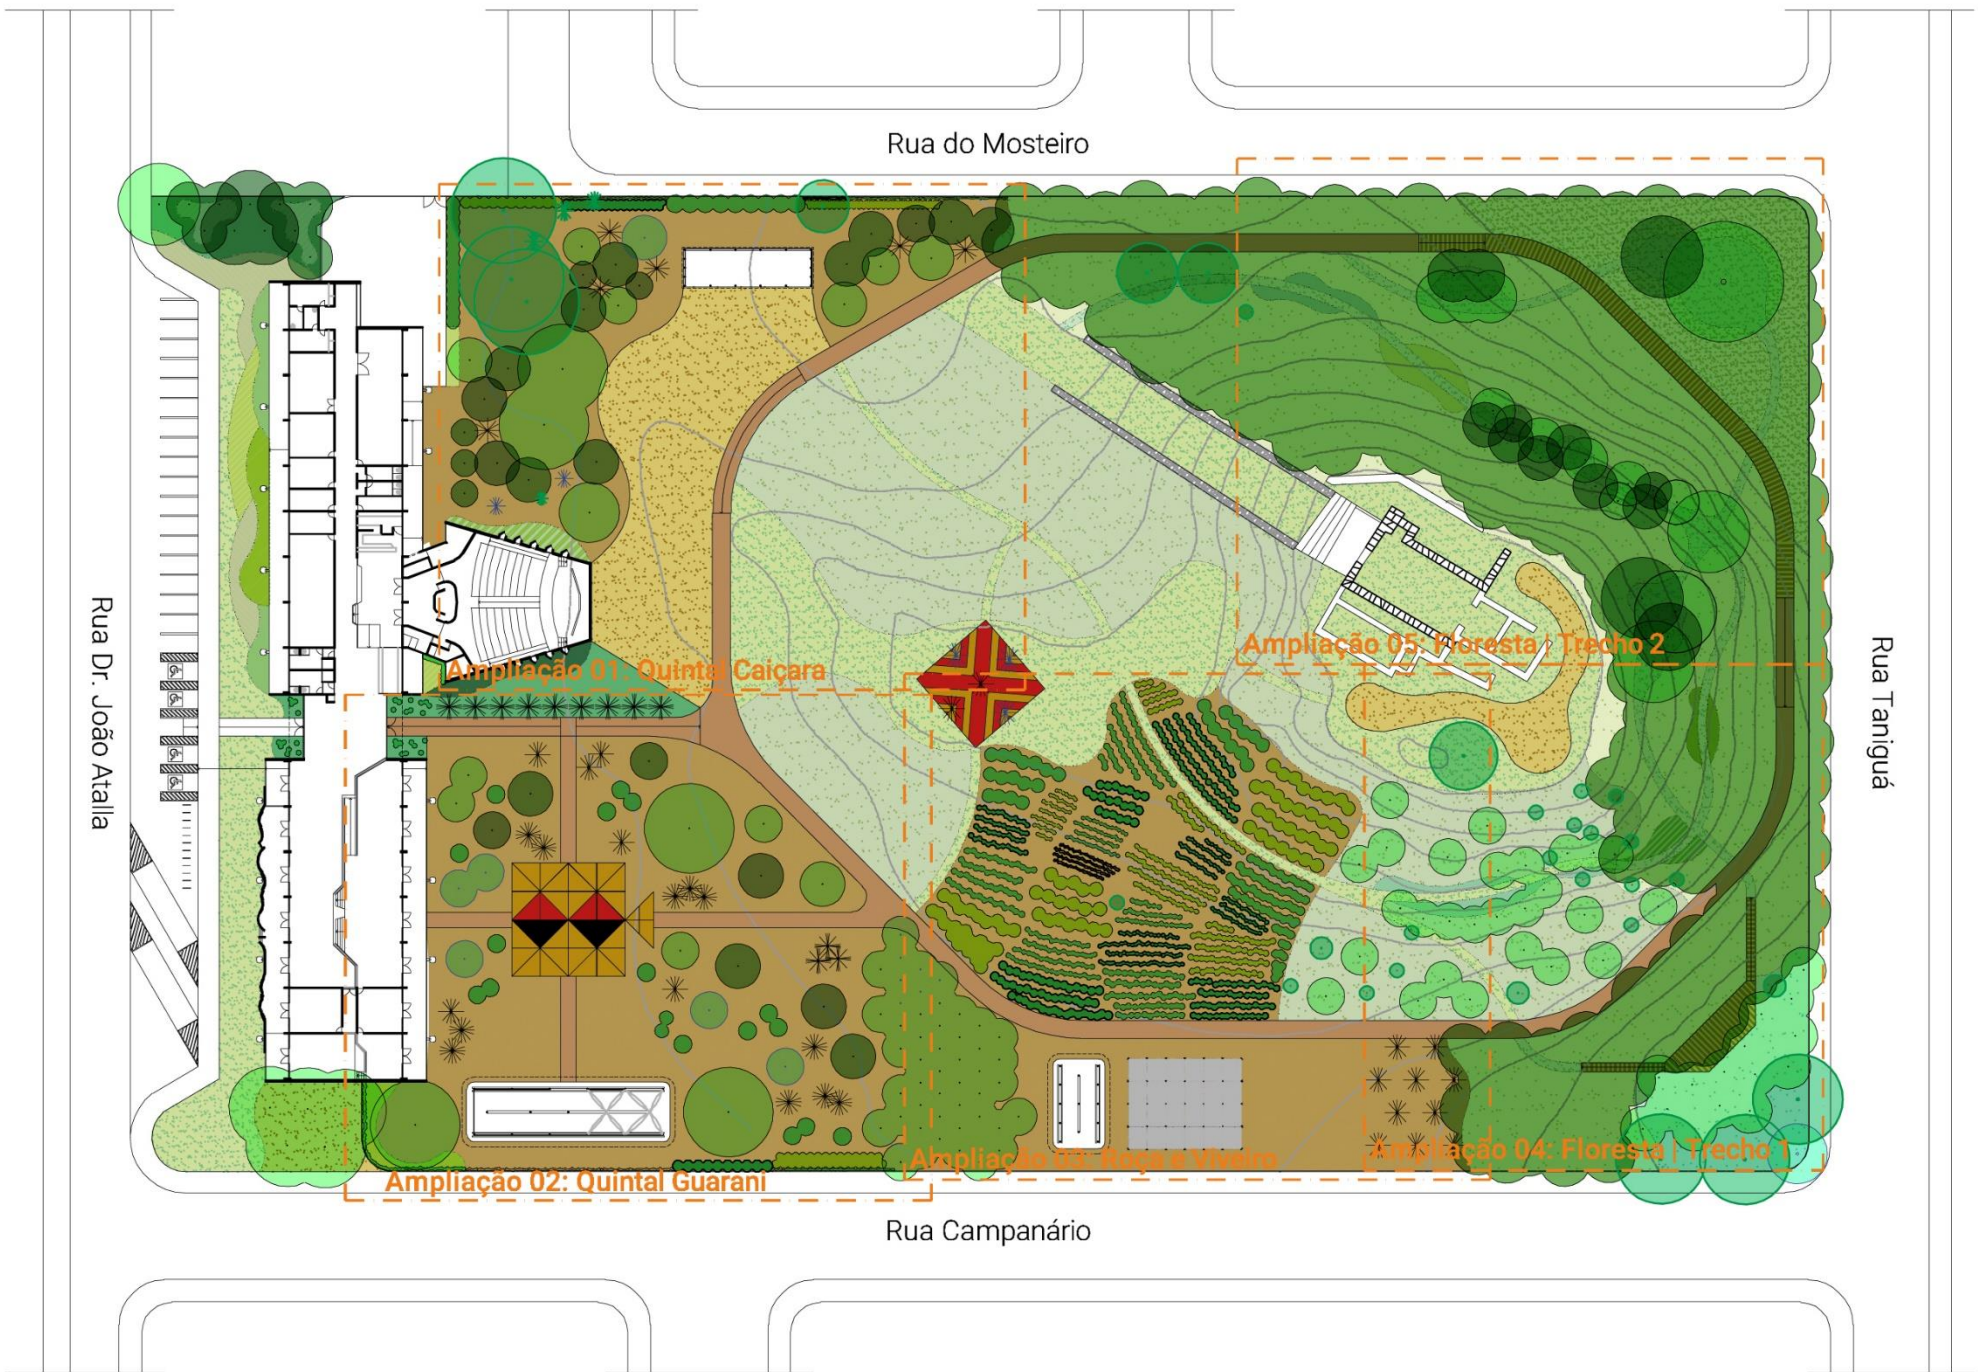 Rua do Mosteiro
Rua Dr. João Atalla
Ampliação 01: Quintal Caiçara
Ampliação 05: Floresta | Trecho 2
Rua Taniguá
Ampliação 03: Roça e Viveiro
Ampliação 04: Floresta | Trecho 1
Ampliação 02: Quintal Guarani
Rua Campanário